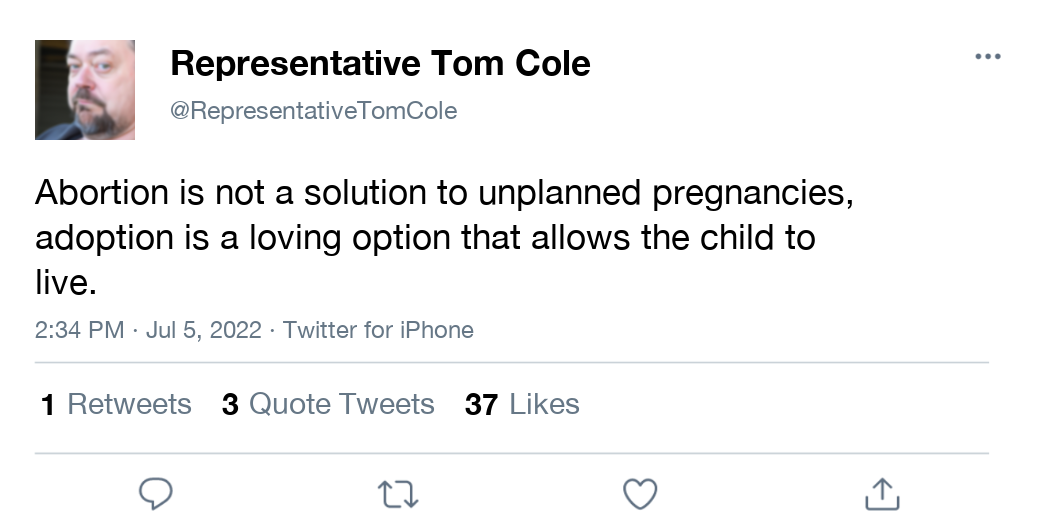 Representative Tom Cole
@RepresentativeTomCole
Abortion is not a solution to unplanned pregnancies,
adoption is a loving option that allows the child to
live.
2:34 PM · Jul 5, 2022 · Twitter for iPhone
1 Retweets 3 Quote Tweets 37 Likes